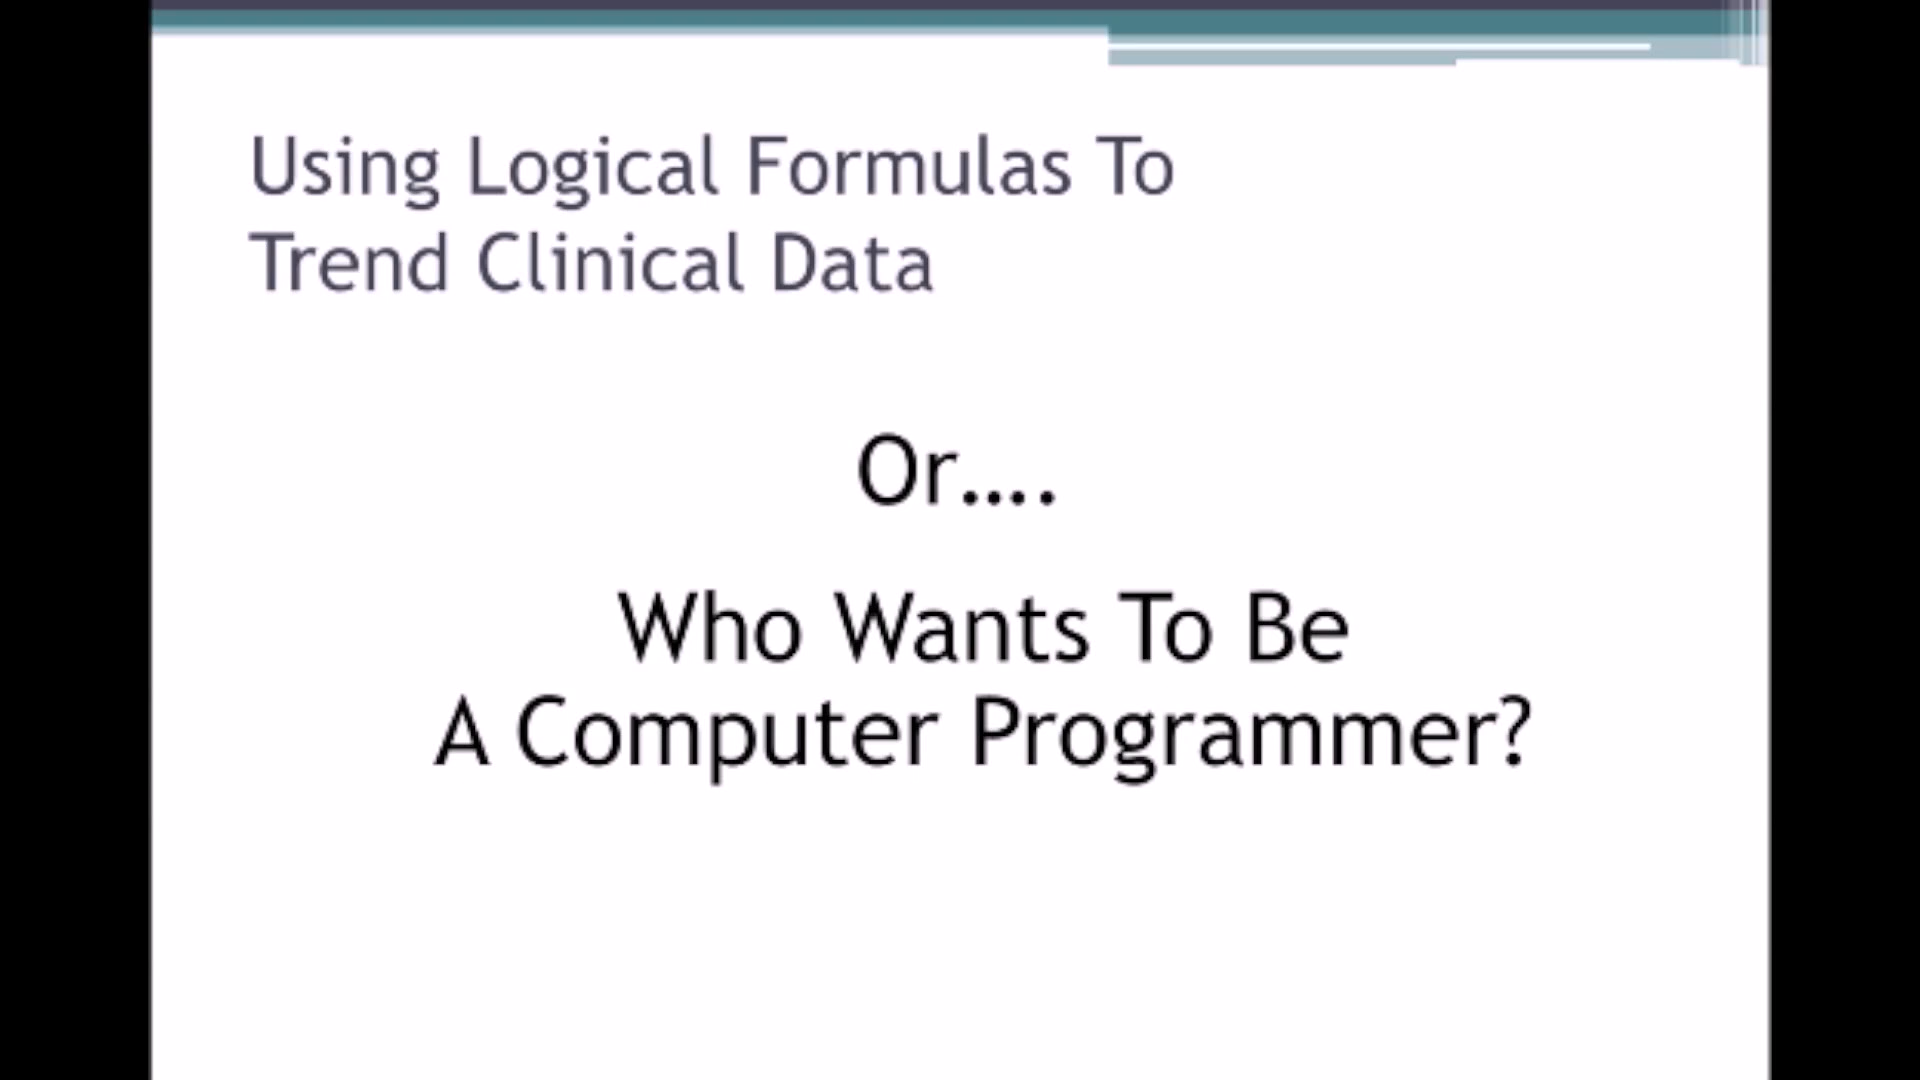 Using Logical Formulas To
Trend Clinical Data
Or....
Who Wants To Be
A Computer Programmer?